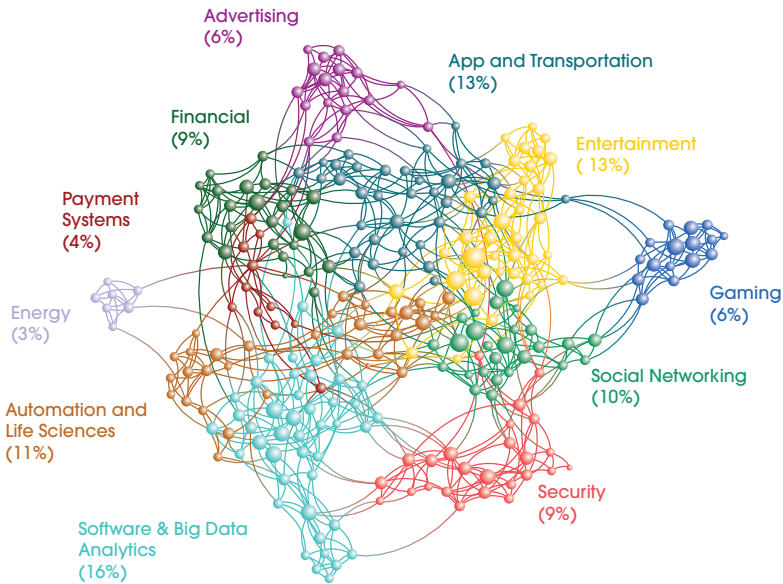 Advertising
(6%)
App and Transportation
(13%)
Financial
(9%)
Entertainment
( 13%)
Payment
Systems
(4%)
Energy
(3%)
Gaming
(6%)
Social Networking
(10%)
Automation and
Life Sciences
(11%)
Security
(9%)
Software & Big Data
Analytics
(16%)